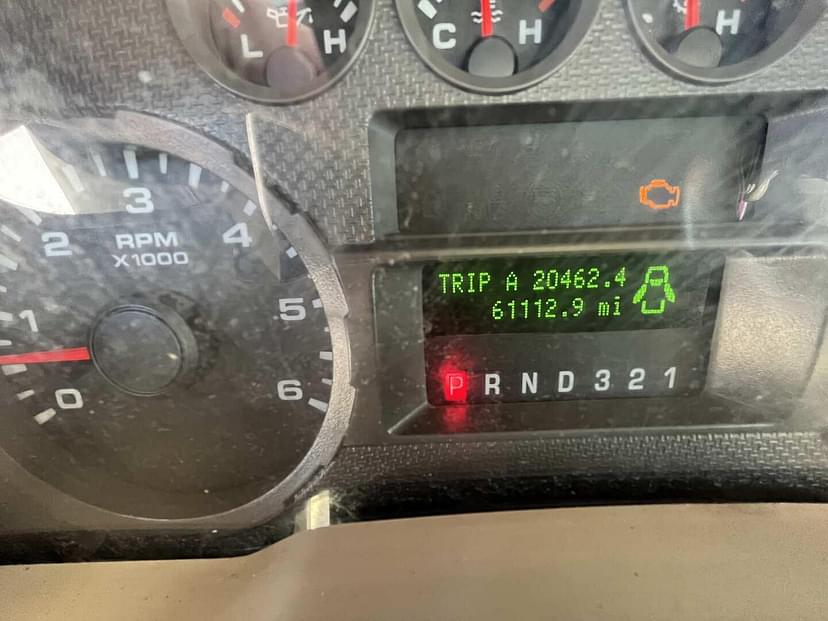 L H
C H
H
3
2 4
RPM
X1000
1 5
0 6
TRIP A 20462.4
61112.9 mi
P R N D 3 2 1